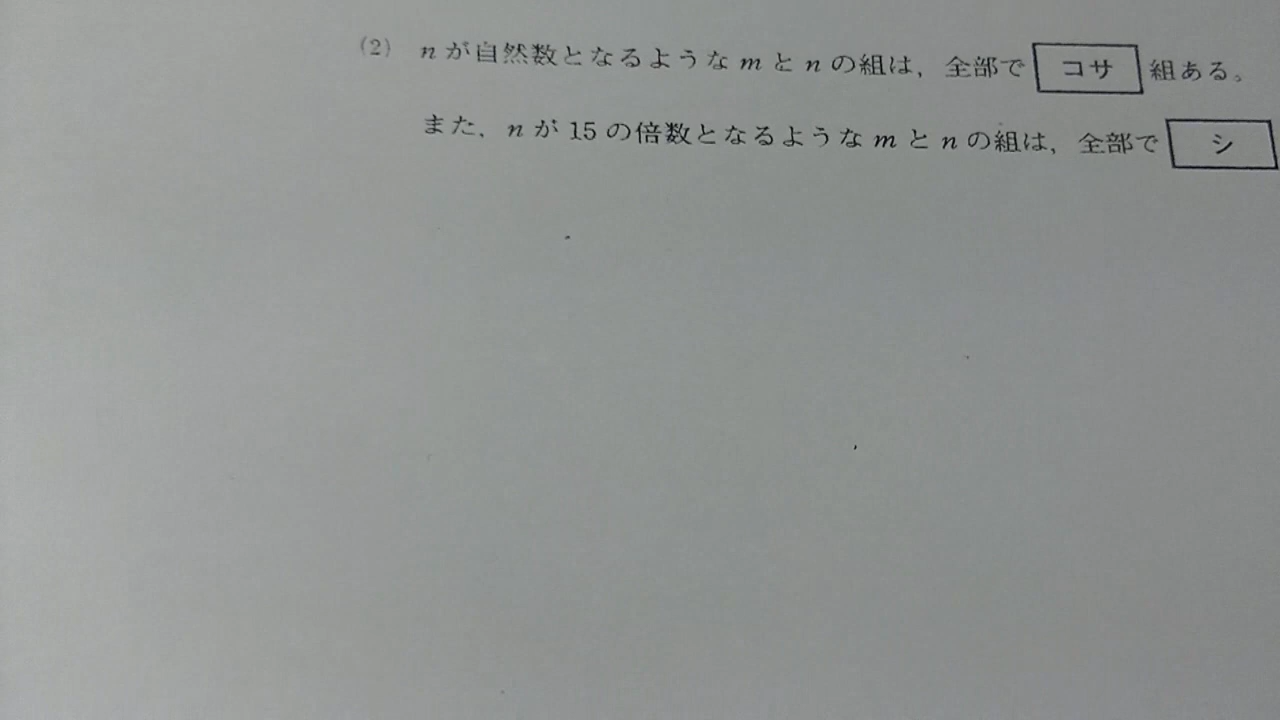 (2) nが自然数となるようなmとnの組は，全部で コサ 組ある。
また，nが15の倍数となるようなmとnの組は，全部で シ